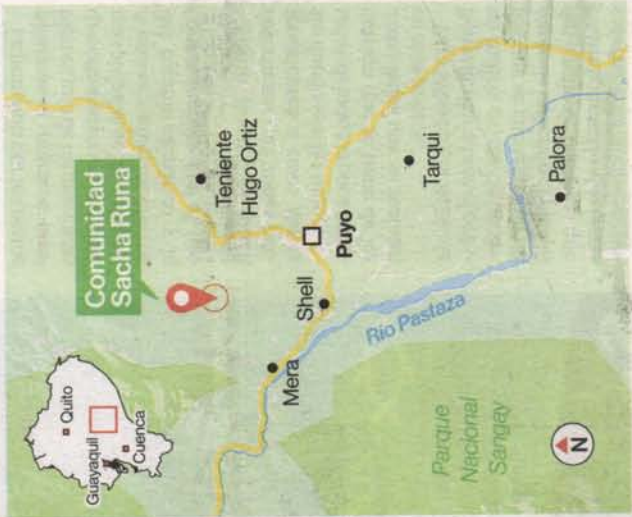 Comunidad
Sacha Runa
Quito
Guayaquil
Cuenca
Teniente
Hugo Ortiz
Puyo
Shell
Mera
Tarqui
Palora
Río Pastaza
Parque
Nacional
Sangay
N